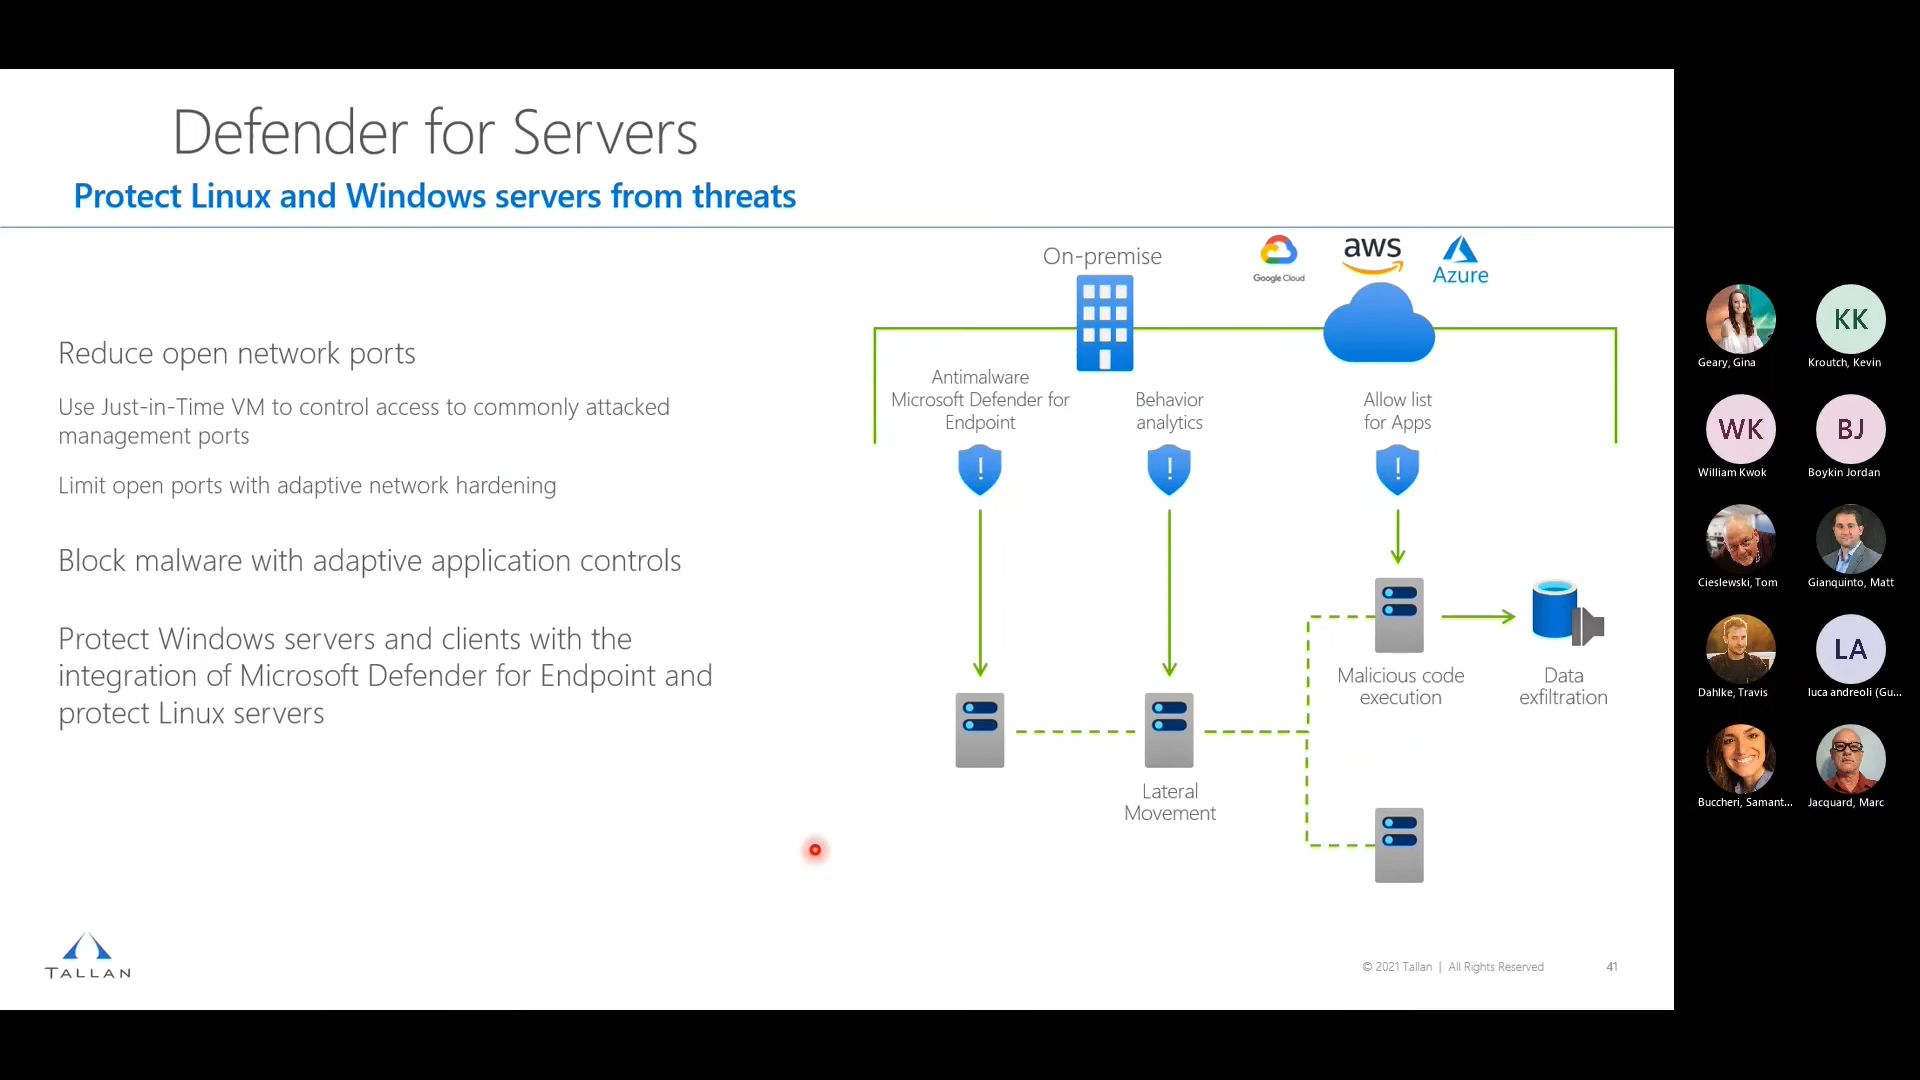 Defender for Servers
Protect Linux and Windows servers from threats
Reduce open network ports
Use Just-in-Time VM to control access to commonly attacked
management ports
Limit open ports with adaptive network hardening
Block malware with adaptive application controls
Protect Windows servers and clients with the
integration of Microsoft Defender for Endpoint and
protect Linux servers
On-premise
Google Cloud
aws
Azure
Antimalware
Microsoft Defender for
Endpoint
Behavior
analytics
Allow list
for Apps
!
!
!
Malicious code
execution
Data
exfiltration
Lateral
Movement
TALLAN
© 2021 Tallan | All Rights Reserved
41
Geary, Gina
KK
Kroutch, Kevin
WK
William Kwok
BJ
Boykin Jordan
Cieslewski, Tom
Gianquinto, Matt
Dahlke, Travis
LA
luca andreoli (Gu...
Buccheri, Samant...
Jacquard, Marc